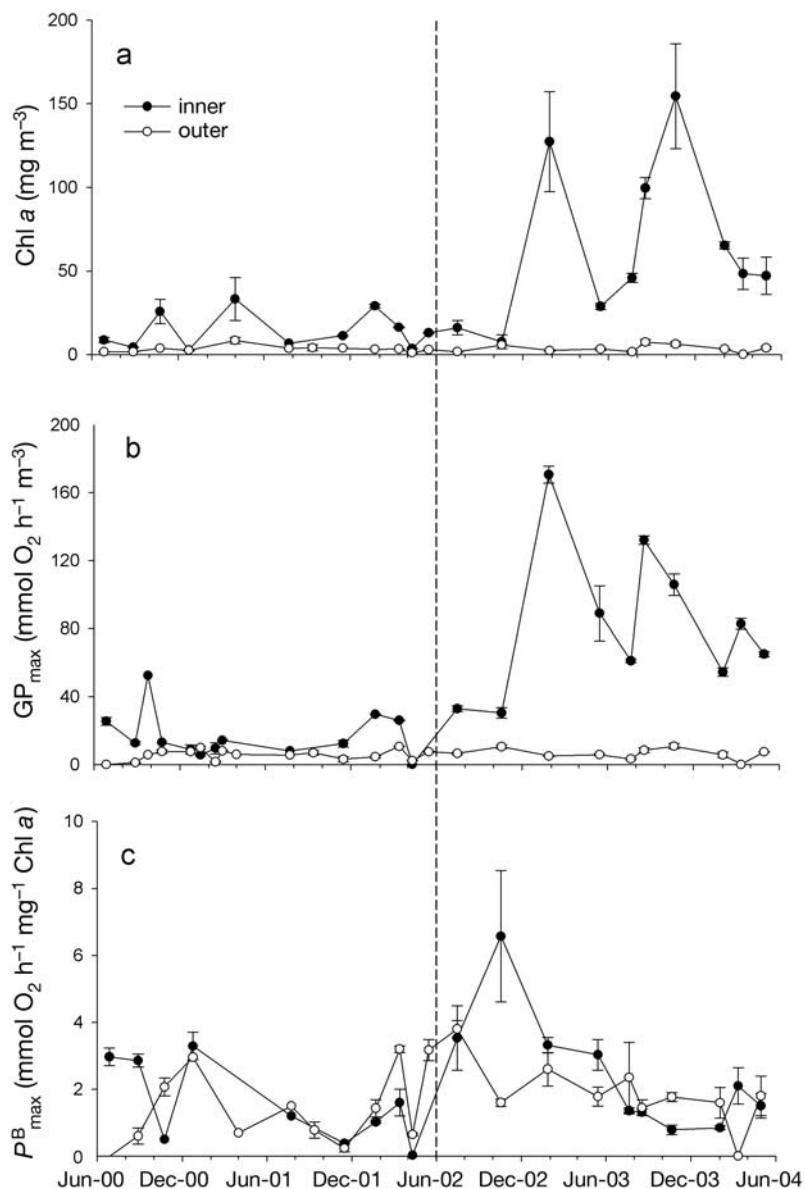 a
200
150
100
50
0
Chl a (mg m⁻³)
inner
outer
b
200
160
120
80
40
0
GPmax (mmol O₂ h⁻¹ m⁻³)
c
10
8
6
4
2
0
Pᴮmax (mmol O₂ h⁻¹ mg⁻¹ Chl a)
Jun-00 Dec-00 Jun-01 Dec-01 Jun-02 Dec-02 Jun-03 Dec-03 Jun-04